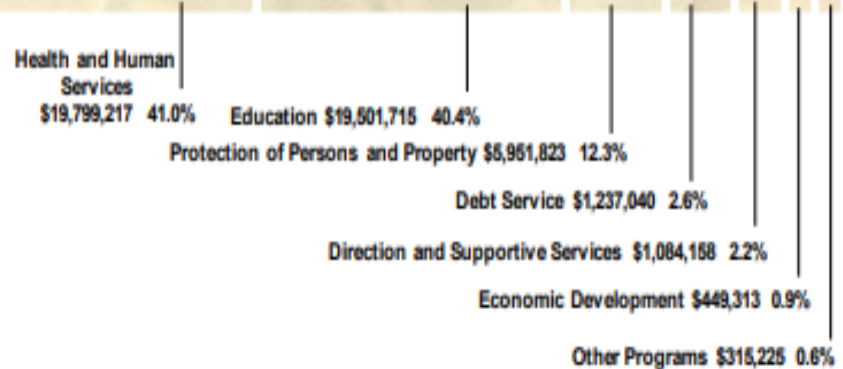 Health and Human
Services
$19,799,217 41.0%
Education $19,501,715 40.4%
Protection of Persons and Property $5,951,823 12.3%
Debt Service $1,237,040 2.6%
Direction and Supportive Services $1,084,158 2.2%
Economic Development $449,313 0.9%
Other Programs $315,225 0.6%